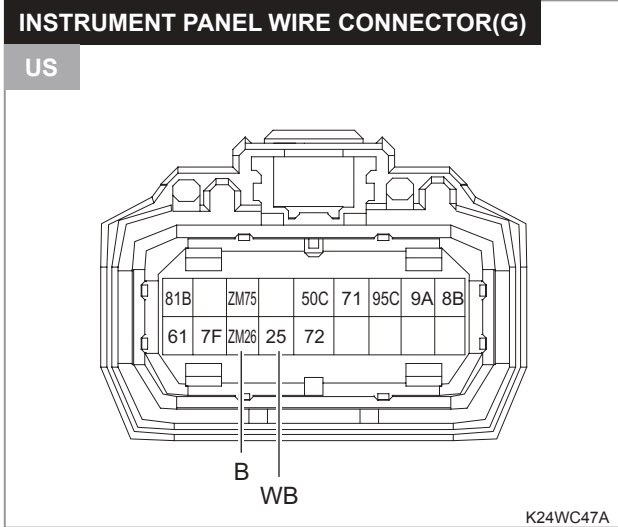 INSTRUMENT PANEL WIRE CONNECTOR(G)
US
81B ZM75 50C 71 95C 9A 8B
61 7F ZM26 25 72
B
WB
K24WC47A